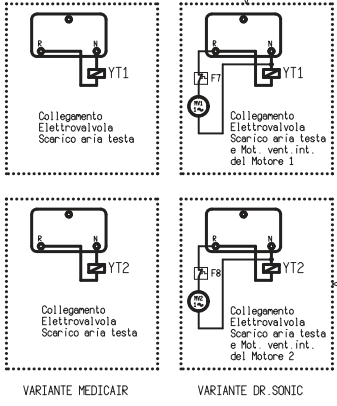 R N
YT1
Collegamento
Elettrovalvola
Scarico aria testa
R N
F7
YT1
MV1
1~
Collegamento
Elettrovalvola
Scarico aria testa
e Mot. vent.int.
del Motore 1
R N
YT2
Collegamento
Elettrovalvola
Scarico aria testa
R N
F8
YT2
MV2
1~
Collegamento
Elettrovalvola
Scarico aria testa
e Mot. vent.int.
del Motore 2
VARIANTE MEDICAIR
VARIANTE DR.SONIC